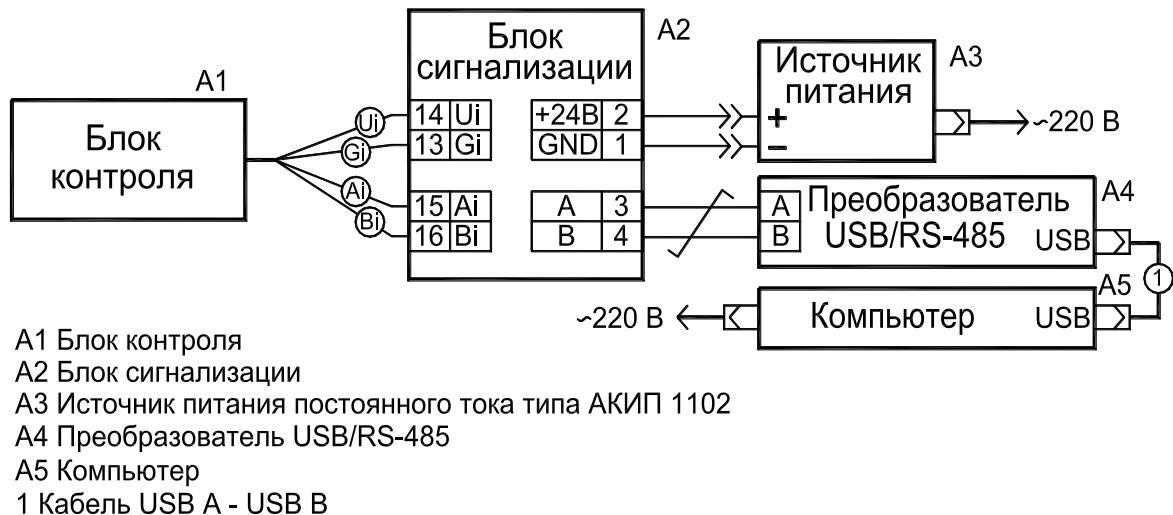 A1
Блок
контроля
Ui
Gi
Ai
Bi
A2
Блок
сигнализации
14 Ui
13 Gi
15 Ai
16 Bi
+24В 2
GND 1
A 3
B 4
A3
Источник
питания
+
−
~220 В
A4
A
B
Преобразователь
USB/RS-485
USB
1
A5
~220 В
Компьютер
USB
A1 Блок контроля
A2 Блок сигнализации
A3 Источник питания постоянного тока типа АКИП 1102
A4 Преобразователь USB/RS-485
A5 Компьютер
1 Кабель USB A - USB B